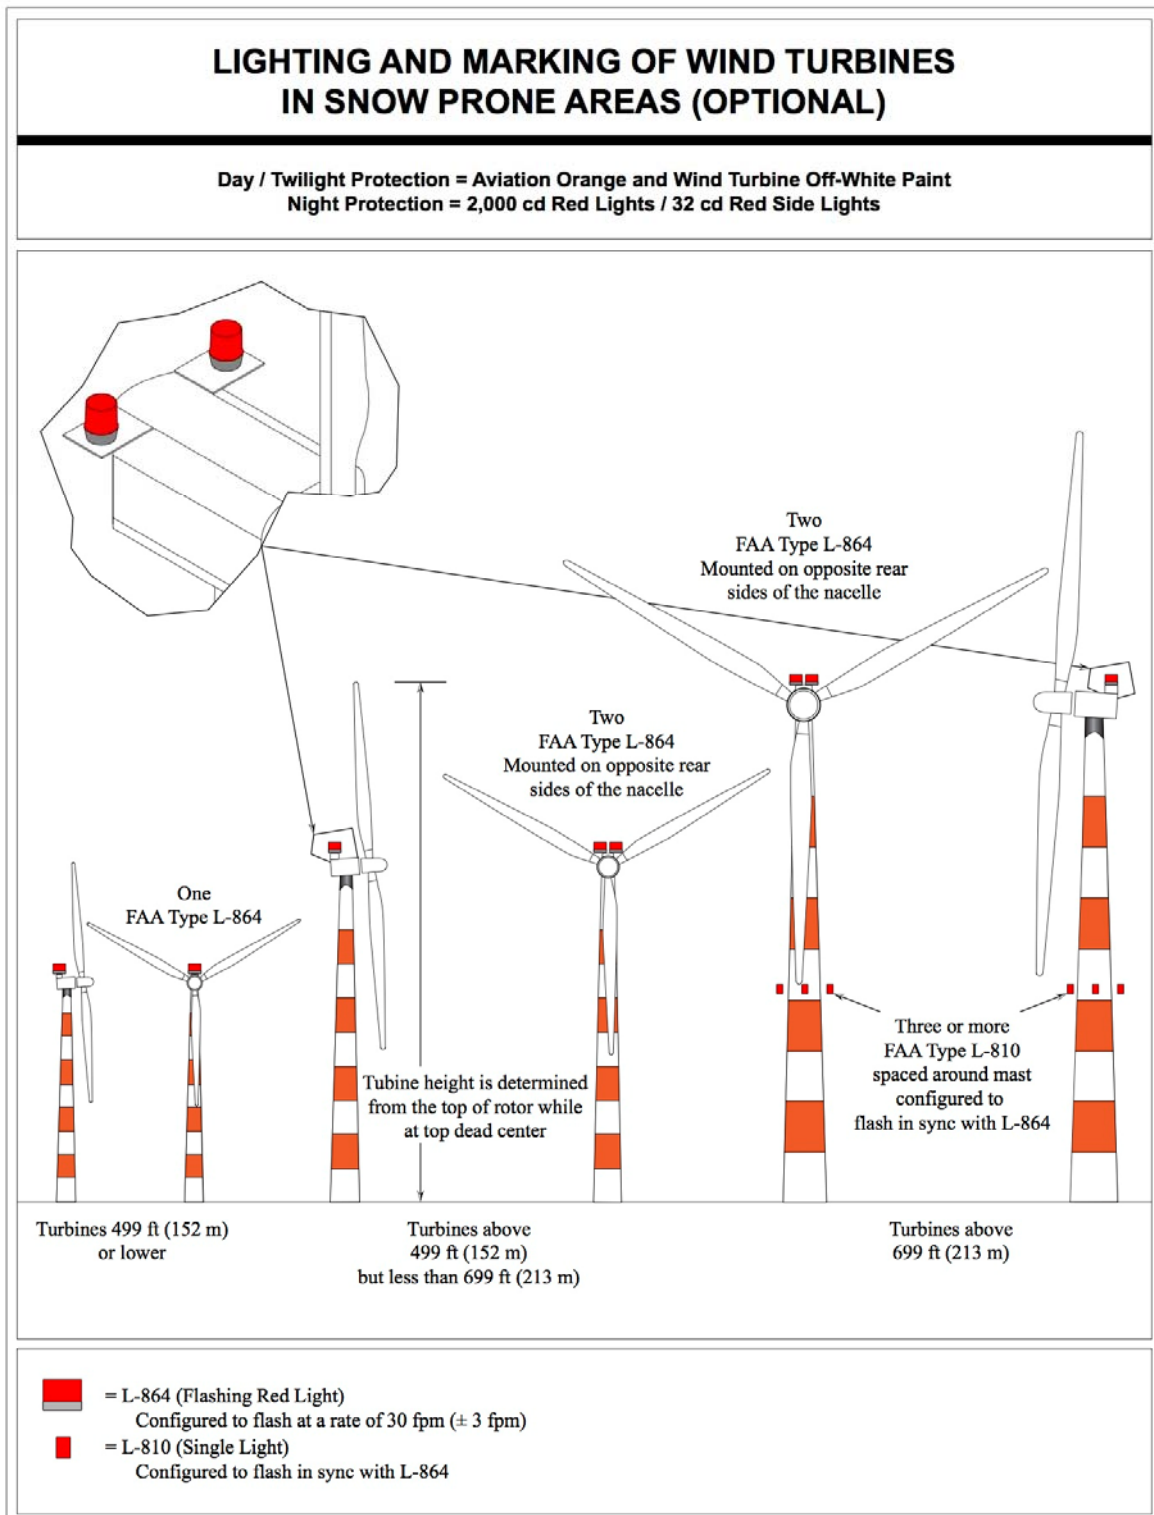 LIGHTING AND MARKING OF WIND TURBINES
IN SNOW PRONE AREAS (OPTIONAL)
Day / Twilight Protection = Aviation Orange and Wind Turbine Off-White Paint
Night Protection = 2,000 cd Red Lights / 32 cd Red Side Lights
Two
FAA Type L-864
Mounted on opposite rear
sides of the nacelle
Two
FAA Type L-864
Mounted on opposite rear
sides of the nacelle
One
FAA Type L-864
Three or more
FAA Type L-810
spaced around mast
configured to
flash in sync with L-864
Tubine height is determined
from the top of rotor while
at top dead center
Turbines 499 ft (152 m)
or lower
Turbines above
499 ft (152 m)
but less than 699 ft (213 m)
Turbines above
699 ft (213 m)
= L-864 (Flashing Red Light)
Configured to flash at a rate of 30 fpm (± 3 fpm)
= L-810 (Single Light)
Configured to flash in sync with L-864